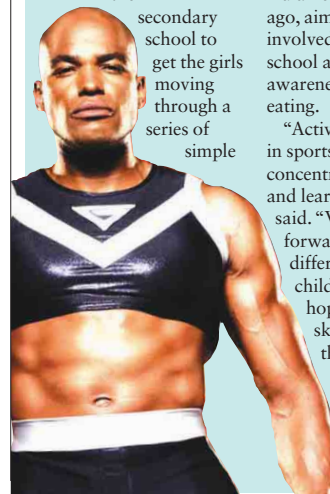 secondary
school to
get the girls
moving
through a
series of
simple
ago, aim
involved
school a
awarene
eating.
“Activ
in sports
concentr
and lear
said. “V
forwa
differ
child
hop
sk
th